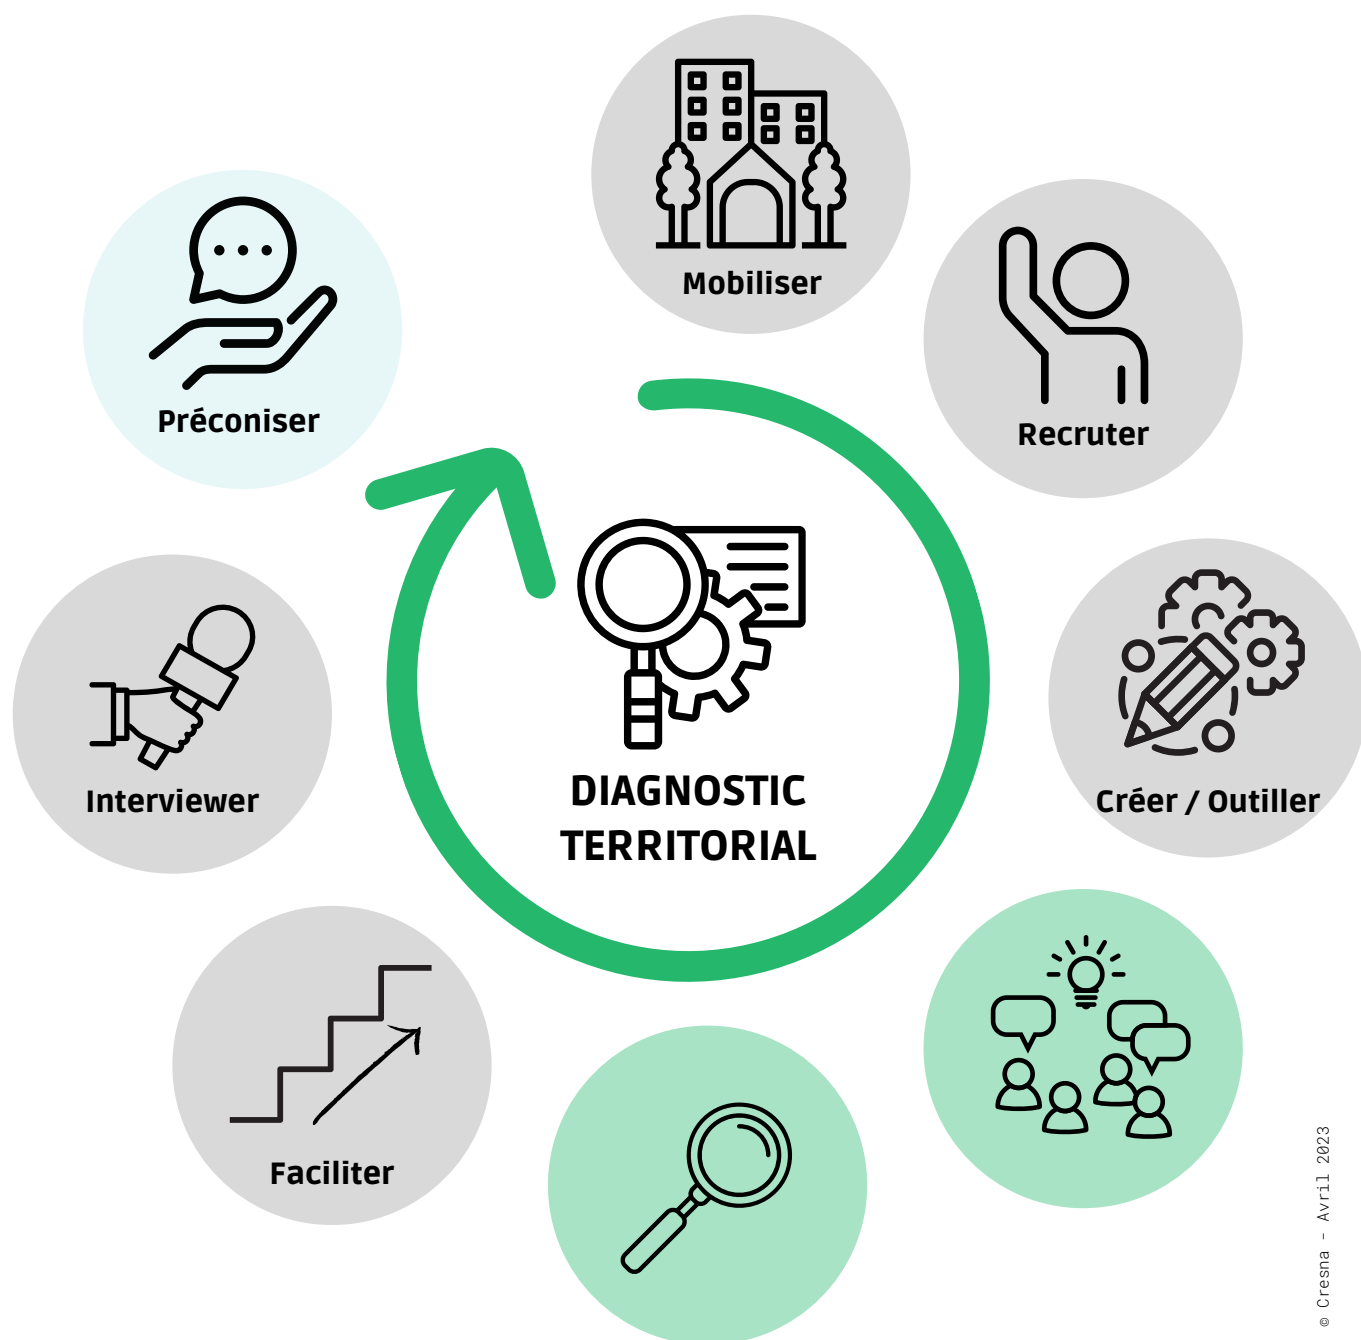 Mobiliser
Préconiser
Recruter
DIAGNOSTIC
TERRITORIAL
Interviewer
Créer / Outiller
Faciliter
© Cresna - Avril 2023